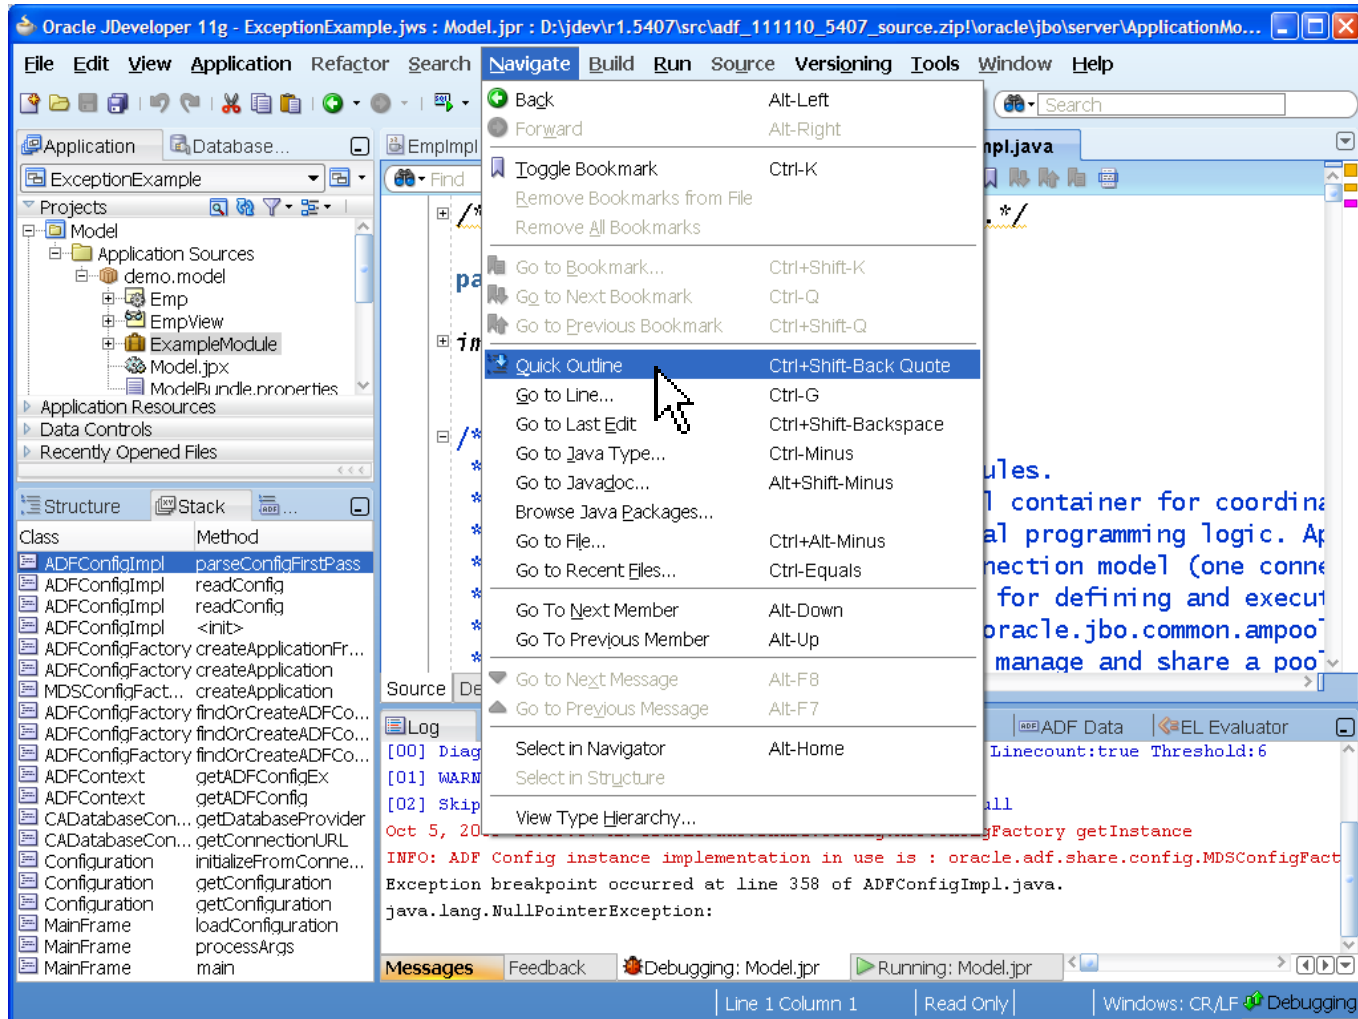 Oracle JDeveloper 11g - ExceptionExample.jws : Model.jpr : D:\jdev\r1.5407\src\adf_111110_5407_source.zip!\oracle\jbo\server\ApplicationMo...
File Edit View Application Refactor Search Navigate Build Run Source Versioning Tools Window Help
Search
Application Database...
ExceptionExample
Projects
Model
Application Sources
demo.model
Emp
EmpView
ExampleModule
Model.jpx
ModelBundle.properties
Application Resources
Data Controls
Recently Opened Files
Structure Stack ADF ...
Class Method
ADFConfigImpl parseConfigFirstPass
ADFConfigImpl readConfig
ADFConfigImpl readConfig
ADFConfigImpl <init>
ADFConfigFactory createApplicationFr...
ADFConfigFactory createApplication
MDSConfigFact... createApplication
ADFConfigFactory findOrCreateADFCo...
ADFConfigFactory findOrCreateADFCo...
ADFConfigFactory findOrCreateADFCo...
ADFContext getADFConfigEx
ADFContext getADFConfig
CADatabaseCon... getDatabaseProvider
CADatabaseCon... getConnectionURL
Configuration initializeFromConne...
Configuration getConfiguration
Configuration getConfiguration
MainFrame loadConfiguration
MainFrame processArgs
MainFrame main
Back Alt-Left
Forward Alt-Right
Toggle Bookmark Ctrl-K
Remove Bookmarks from File
Remove All Bookmarks
Go to Bookmark... Ctrl+Shift-K
Go to Next Bookmark Ctrl-Q
Go to Previous Bookmark Ctrl+Shift-Q
Quick Outline Ctrl+Shift-Back Quote
Go to Line... Ctrl-G
Go to Last Edit Ctrl+Shift-Backspace
Go to Java Type... Ctrl-Minus
Go to Javadoc... Alt+Shift-Minus
Browse Java Packages...
Go to File... Ctrl+Alt-Minus
Go to Recent Files... Ctrl-Equals
Go To Next Member Alt-Down
Go To Previous Member Alt-Up
Go to Next Message Alt-F8
Go to Previous Message Alt-F7
Select in Navigator Alt-Home
Select in Structure
View Type Hierarchy...
EmpImpl mpl.java
Find
/* .*/
pa
im
/*
* ules.
* l container for coordina
* al programming logic. Ap
* nection model (one conne
* for defining and execut
* oracle.jbo.common.ampool
* manage and share a pool
Source De
Log ADF Data EL Evaluator
[00] Diag Linecount:true Threshold:6
[01] WARN
[02] Skip ull
Oct 5, 20 gFactory getInstance
INFO: ADF Config instance implementation in use is : oracle.adf.share.config.MDSConfigFact
Exception breakpoint occurred at line 358 of ADFConfigImpl.java.
java.lang.NullPointerException:
Messages Feedback Debugging: Model.jpr Running: Model.jpr
Line 1 Column 1 Read Only Windows: CR/LF Debugging